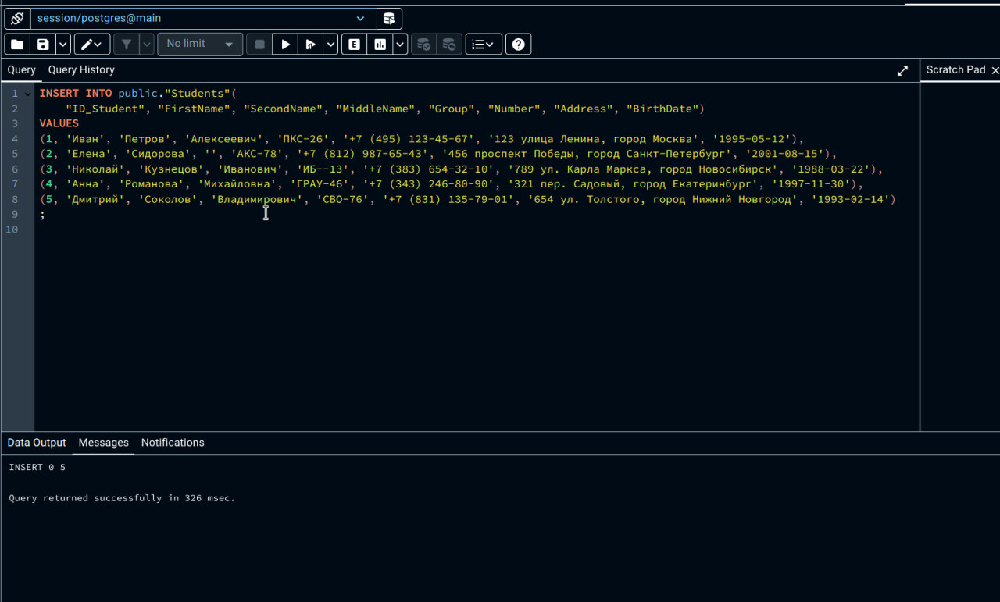 session/postgres@main
No limit
Query Query History Scratch Pad
1 INSERT INTO public."Students"(
2 "ID_Student", "FirstName", "SecondName", "MiddleName", "Group", "Number", "Address", "BirthDate")
3 VALUES
4 (1, 'Иван', 'Петров', 'Алексеевич', 'ПКС-26', '+7 (495) 123-45-67', '123 улица Ленина, город Москва', '1995-05-12'),
5 (2, 'Елена', 'Сидорова', '', 'АКС-78', '+7 (812) 987-65-43', '456 проспект Победы, город Санкт-Петербург', '2001-08-15'),
6 (3, 'Николай', 'Кузнецов', 'Иванович', 'ИБ--13', '+7 (383) 654-32-10', '789 ул. Карла Маркса, город Новосибирск', '1988-03-22'),
7 (4, 'Анна', 'Романова', 'Михайловна', 'ГРАУ-46', '+7 (343) 246-80-90', '321 пер. Садовый, город Екатеринбург', '1997-11-30'),
8 (5, 'Дмитрий', 'Соколов', 'Владимирович', 'СВО-76', '+7 (831) 135-79-01', '654 ул. Толстого, город Нижний Новгород', '1993-02-14')
9 ;
10
Data Output Messages Notifications
INSERT 0 5
Query returned successfully in 326 msec.